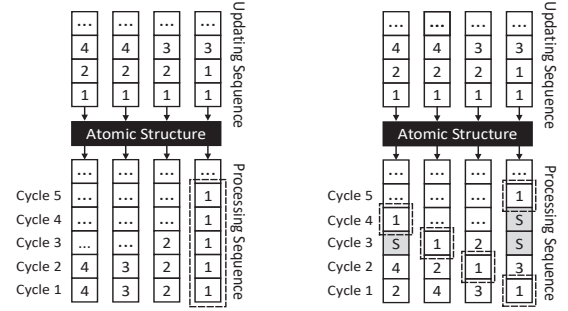 ... ... ... ... Updating Sequence ... ... ... ... Updating Sequence
4 4 3 3 4 4 3 3
2 2 2 1 2 2 2 1
1 1 1 1 1 1 1 1
Atomic Structure Atomic Structure
... ... ... ... Processing Sequence ... ... ... ... Processing Sequence
Cycle 5 ... ... ... 1 Cycle 5 ... ... ... 1
Cycle 4 ... ... ... 1 Cycle 4 1 ... ... S
Cycle 3 ... ... 2 1 Cycle 3 S 1 2 S
Cycle 2 4 3 2 1 Cycle 2 4 2 1 3
Cycle 1 4 3 2 1 Cycle 1 2 4 3 1